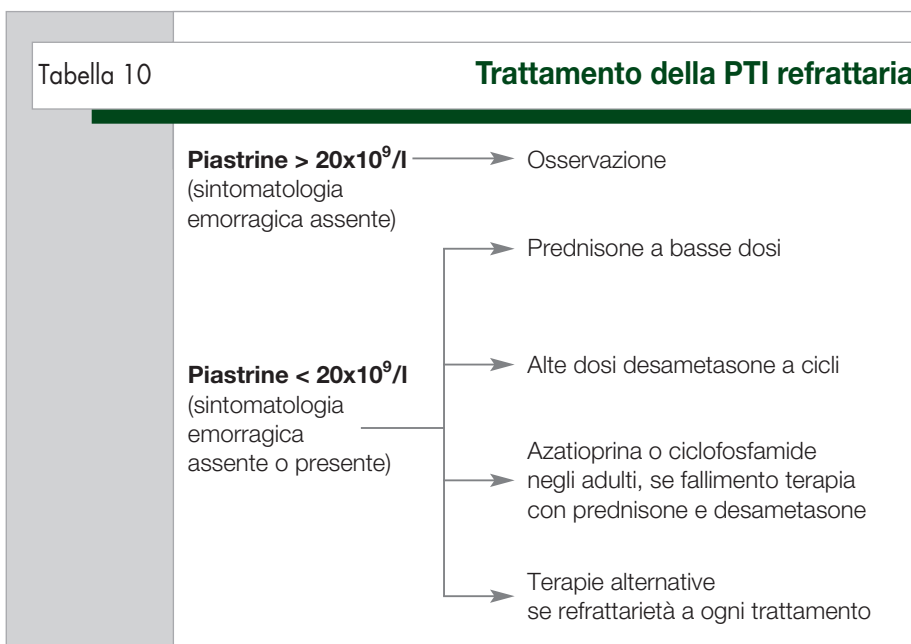 Tabella 10
Trattamento della PTI refrattaria
Piastrine > 20x10⁹/l
(sintomatologia
emorragica assente)
Osservazione
Piastrine < 20x10⁹/l
(sintomatologia
emorragica
assente o presente)
Prednisone a basse dosi
Alte dosi desametasone a cicli
Azatioprina o ciclofosfamide
negli adulti, se fallimento terapia
con prednisone e desametasone
Terapie alternative
se refrattarietà a ogni trattamento